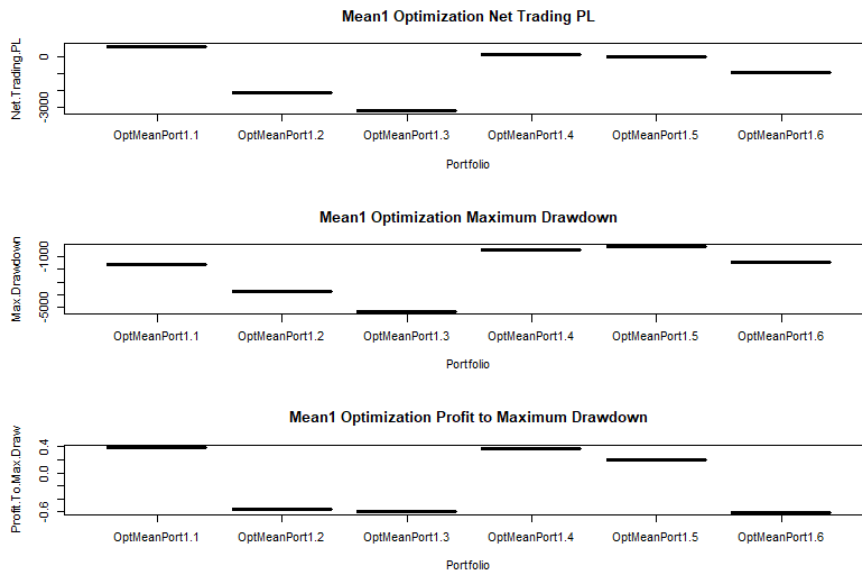 Mean1 Optimization Net Trading PL
Net.Trading.PL
0
-3000
OptMeanPort1.1 OptMeanPort1.2 OptMeanPort1.3 OptMeanPort1.4 OptMeanPort1.5 OptMeanPort1.6
Portfolio
Mean1 Optimization Maximum Drawdown
Max.Drawdown
-1000
-5000
OptMeanPort1.1 OptMeanPort1.2 OptMeanPort1.3 OptMeanPort1.4 OptMeanPort1.5 OptMeanPort1.6
Portfolio
Mean1 Optimization Profit to Maximum Drawdown
Profit.To.Max.Draw
0.4
0.0
-0.6
OptMeanPort1.1 OptMeanPort1.2 OptMeanPort1.3 OptMeanPort1.4 OptMeanPort1.5 OptMeanPort1.6
Portfolio